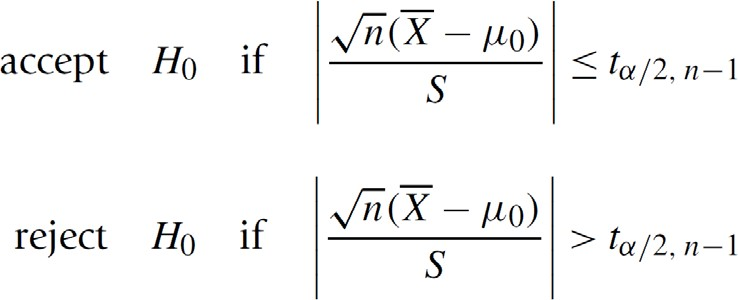 accept H₀ if |√n(X̅ − μ₀)/S| ≤ t_{α/2, n−1}
reject H₀ if |√n(X̅ − μ₀)/S| > t_{α/2, n−1}